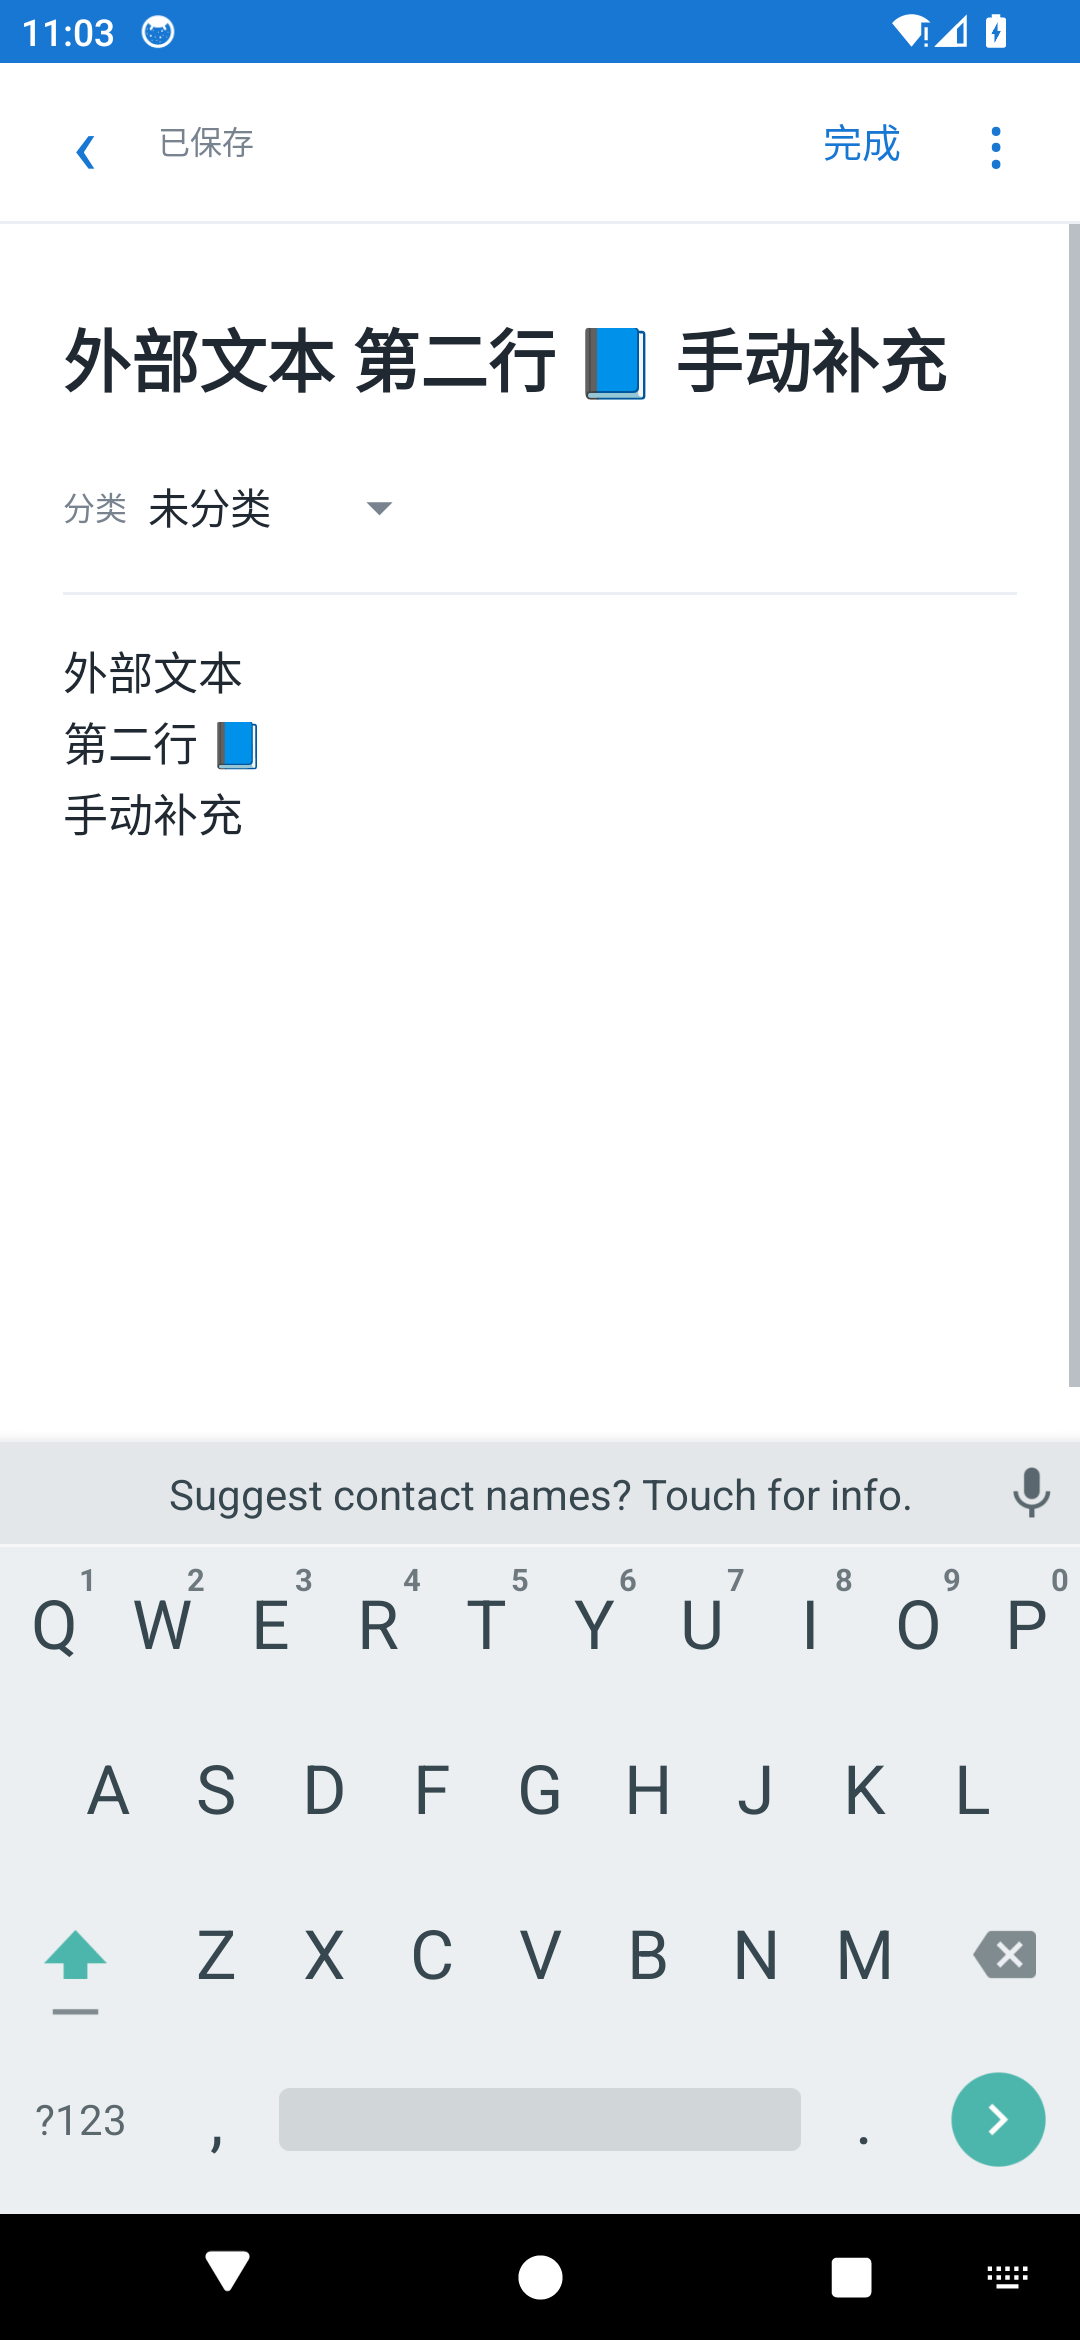 11:03
已保存
完成
外部文本 第二行 📘 手动补充
分类 未分类
外部文本
第二行 📘
手动补充
Suggest contact names? Touch for info.
1 2 3 4 5 6 7 8 9 0
Q W E R T Y U I O P
A S D F G H J K L
Z X C V B N M
?123 , .